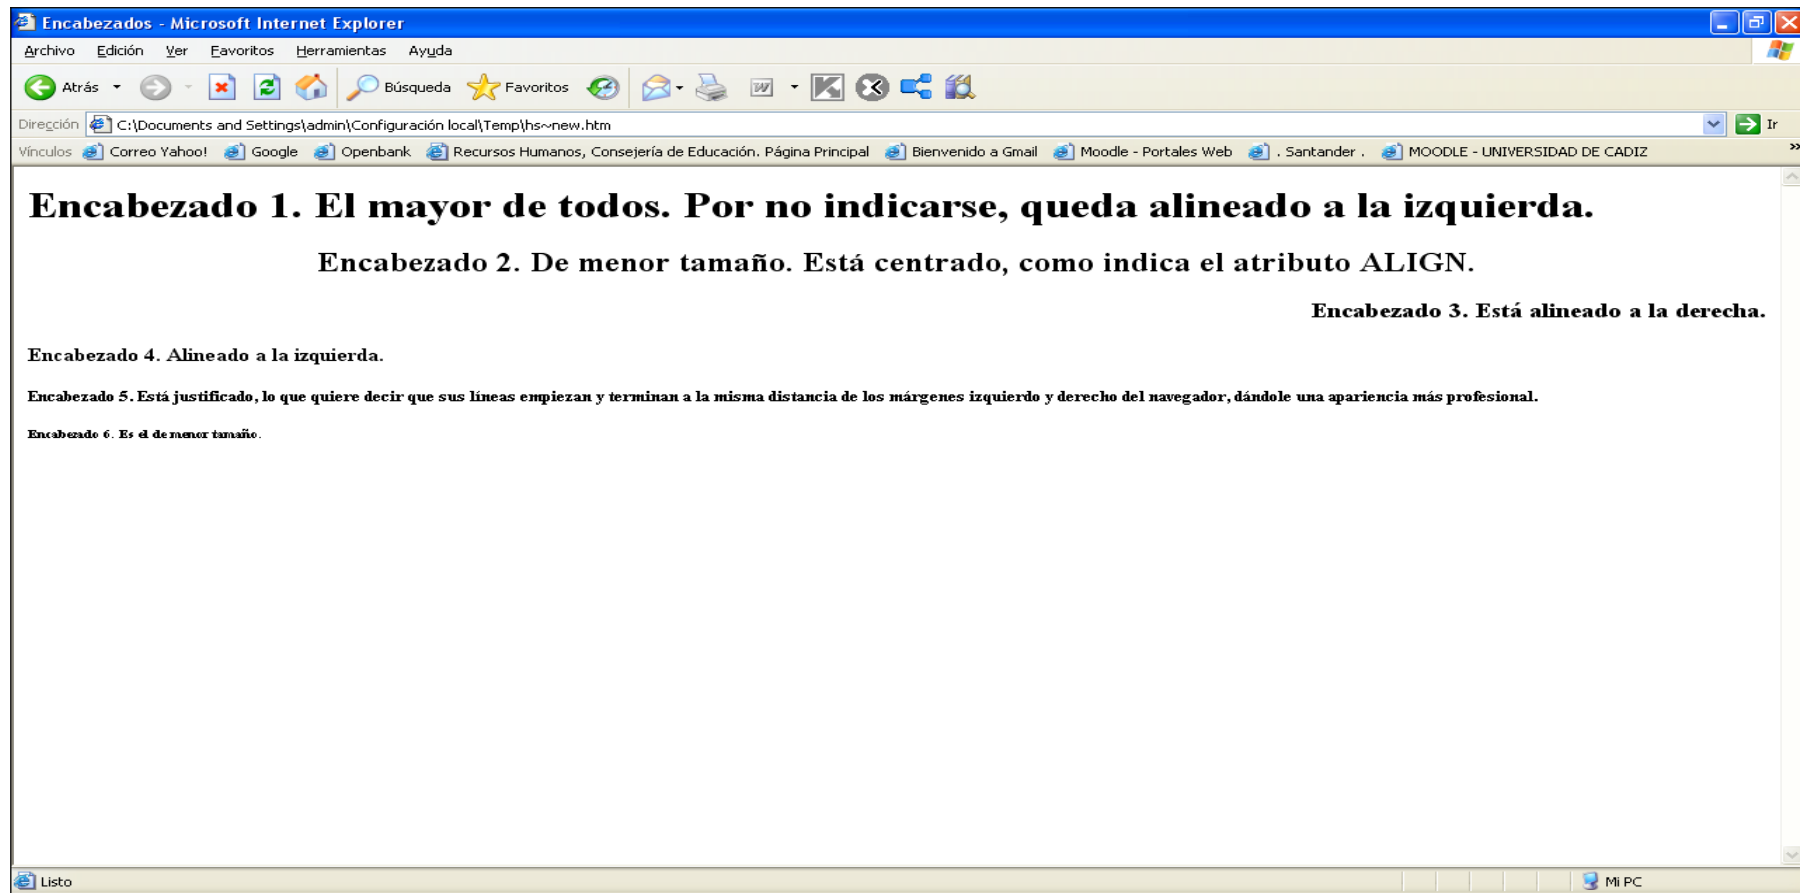 Encabezados - Microsoft Internet Explorer
Archivo Edición Ver Favoritos Herramientas Ayuda
Atrás Búsqueda Favoritos
Dirección C:\Documents and Settings\admin\Configuración local\Temp\hs~new.htm Ir
Vínculos Correo Yahoo! Google Openbank Recursos Humanos, Consejería de Educación. Página Principal Bienvenido a Gmail Moodle - Portales Web . Santander . MOODLE - UNIVERSIDAD DE CADIZ »
Encabezado 1. El mayor de todos. Por no indicarse, queda alineado a la izquierda.
Encabezado 2. De menor tamaño. Está centrado, como indica el atributo ALIGN.
Encabezado 3. Está alineado a la derecha.
Encabezado 4. Alineado a la izquierda.
Encabezado 5. Está justificado, lo que quiere decir que sus líneas empiezan y terminan a la misma distancia de los márgenes izquierdo y derecho del navegador, dándole una apariencia más profesional.
Encabezado 6. Es el de menor tamaño.
Listo Mi PC